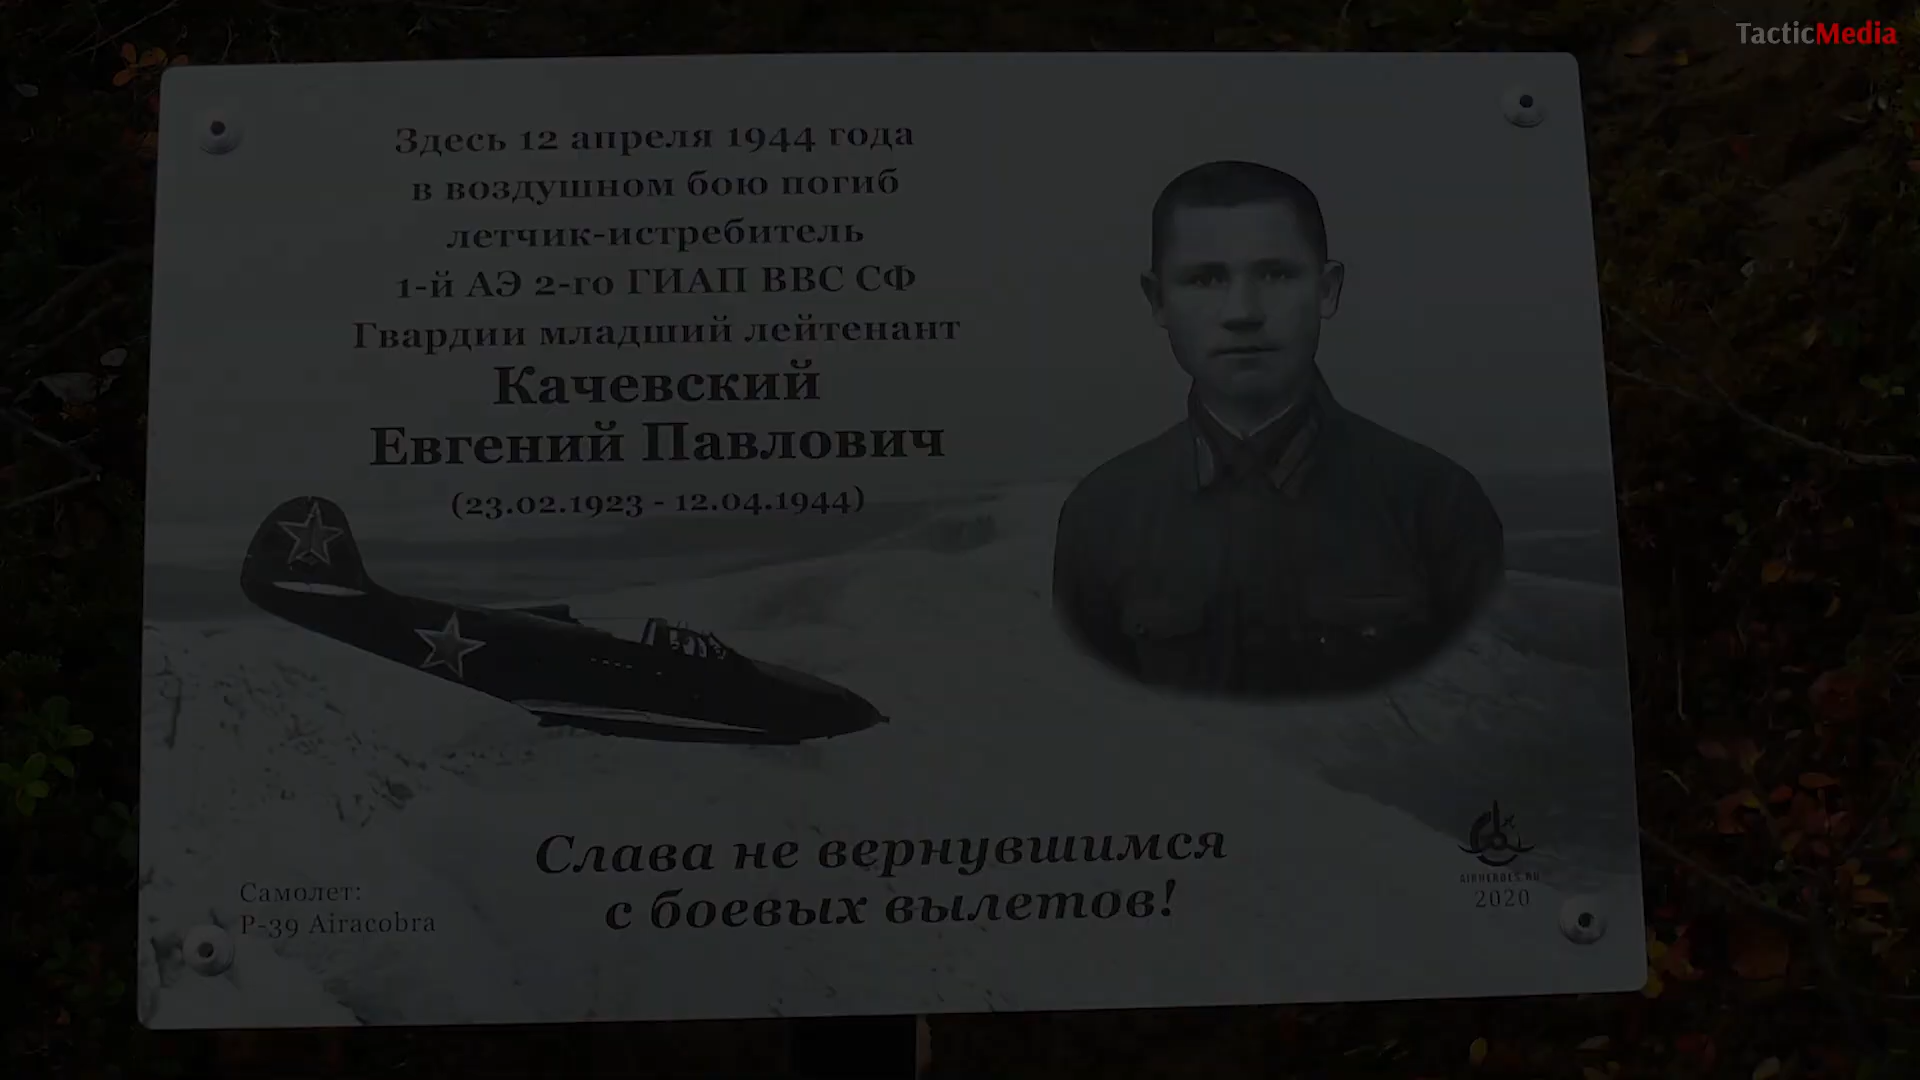 TacticMedia
Здесь 12 апреля 1944 года
в воздушном бою погиб
летчик-истребитель
1-й АЭ 2-го ГИАП ВВС СФ
Гвардии младший лейтенант
Качевский
Евгений Павлович
(23.02.1923 - 12.04.1944)
Слава не вернувшимся
с боевых вылетов!
Самолет:
P-39 Airacobra
AIRHEROES.RU
2020